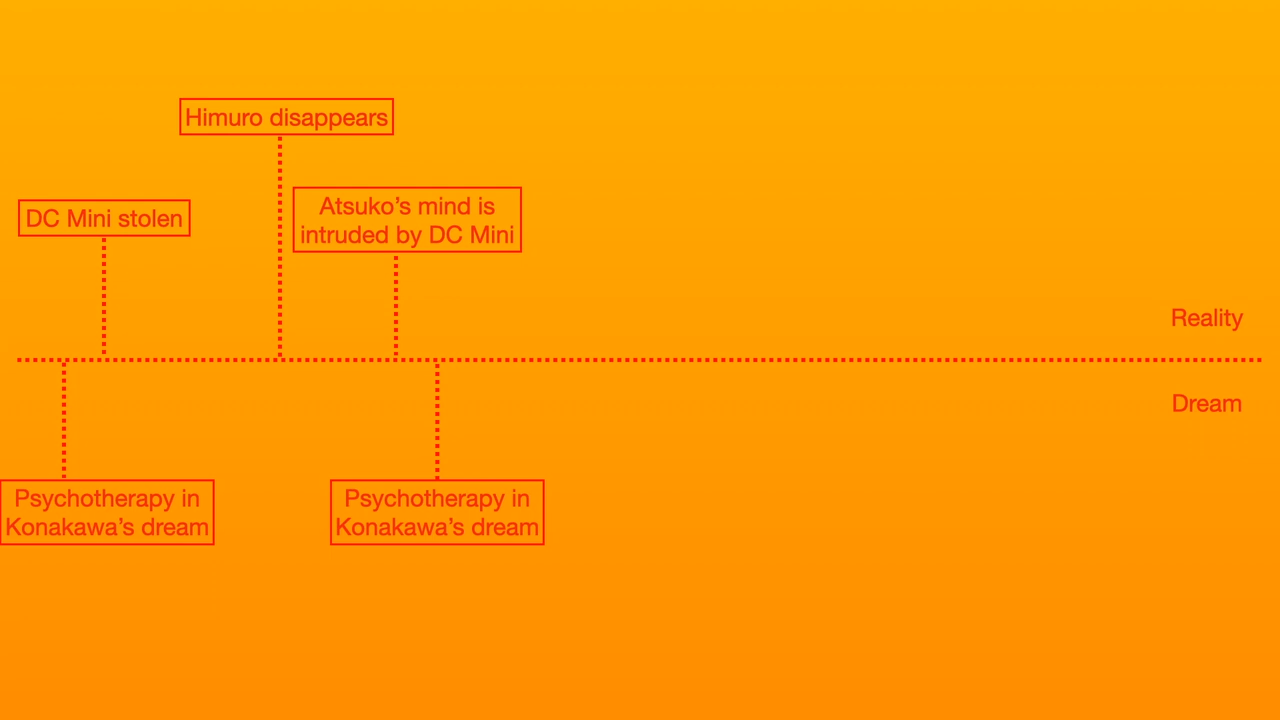 Himuro disappears
DC Mini stolen
Atsuko’s mind is
intruded by DC Mini
Reality
Dream
Psychotherapy in
Konakawa’s dream
Psychotherapy in
Konakawa’s dream